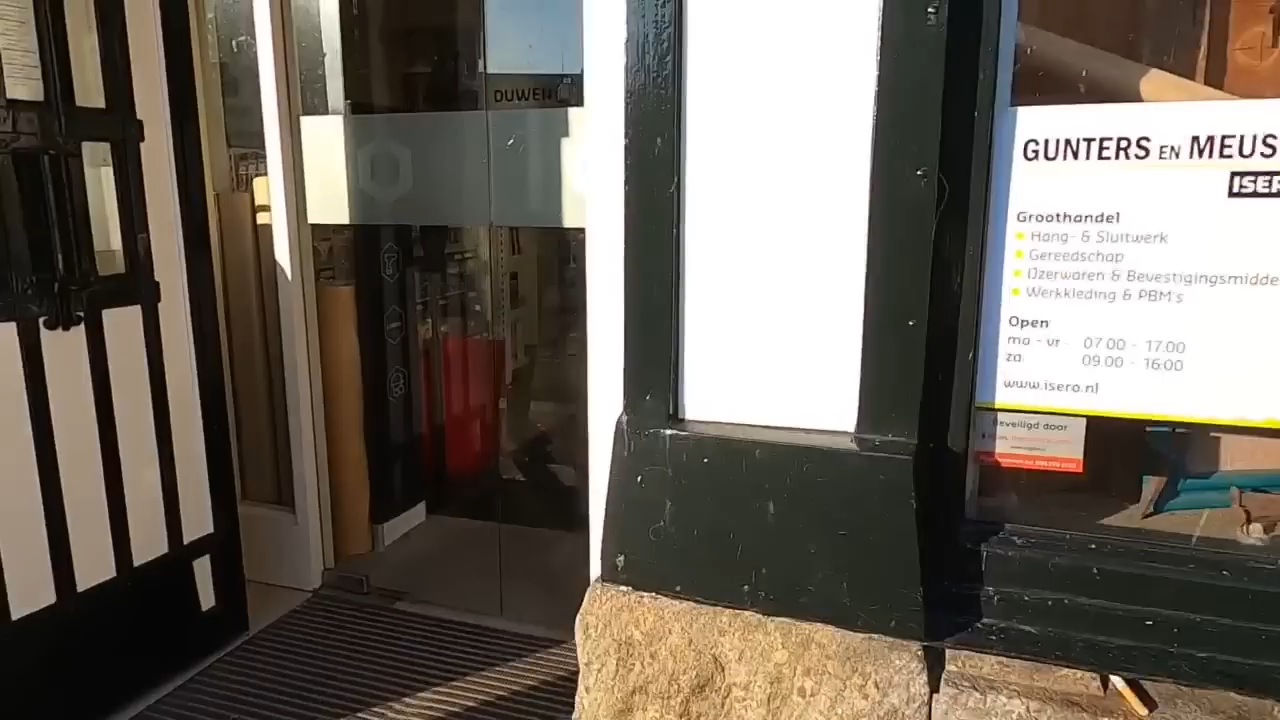 DUWEN
GUNTERS EN MEUS
ISER
Groothandel
Hang- & Sluitwerk
Gereedschap
IJzerwaren & Bevestigingsmidde
Werkkleding & PBM's
Open
ma - vr 07.00 - 17.00
za 09.00 - 16:00
www.isero.nl
Beveiligd door